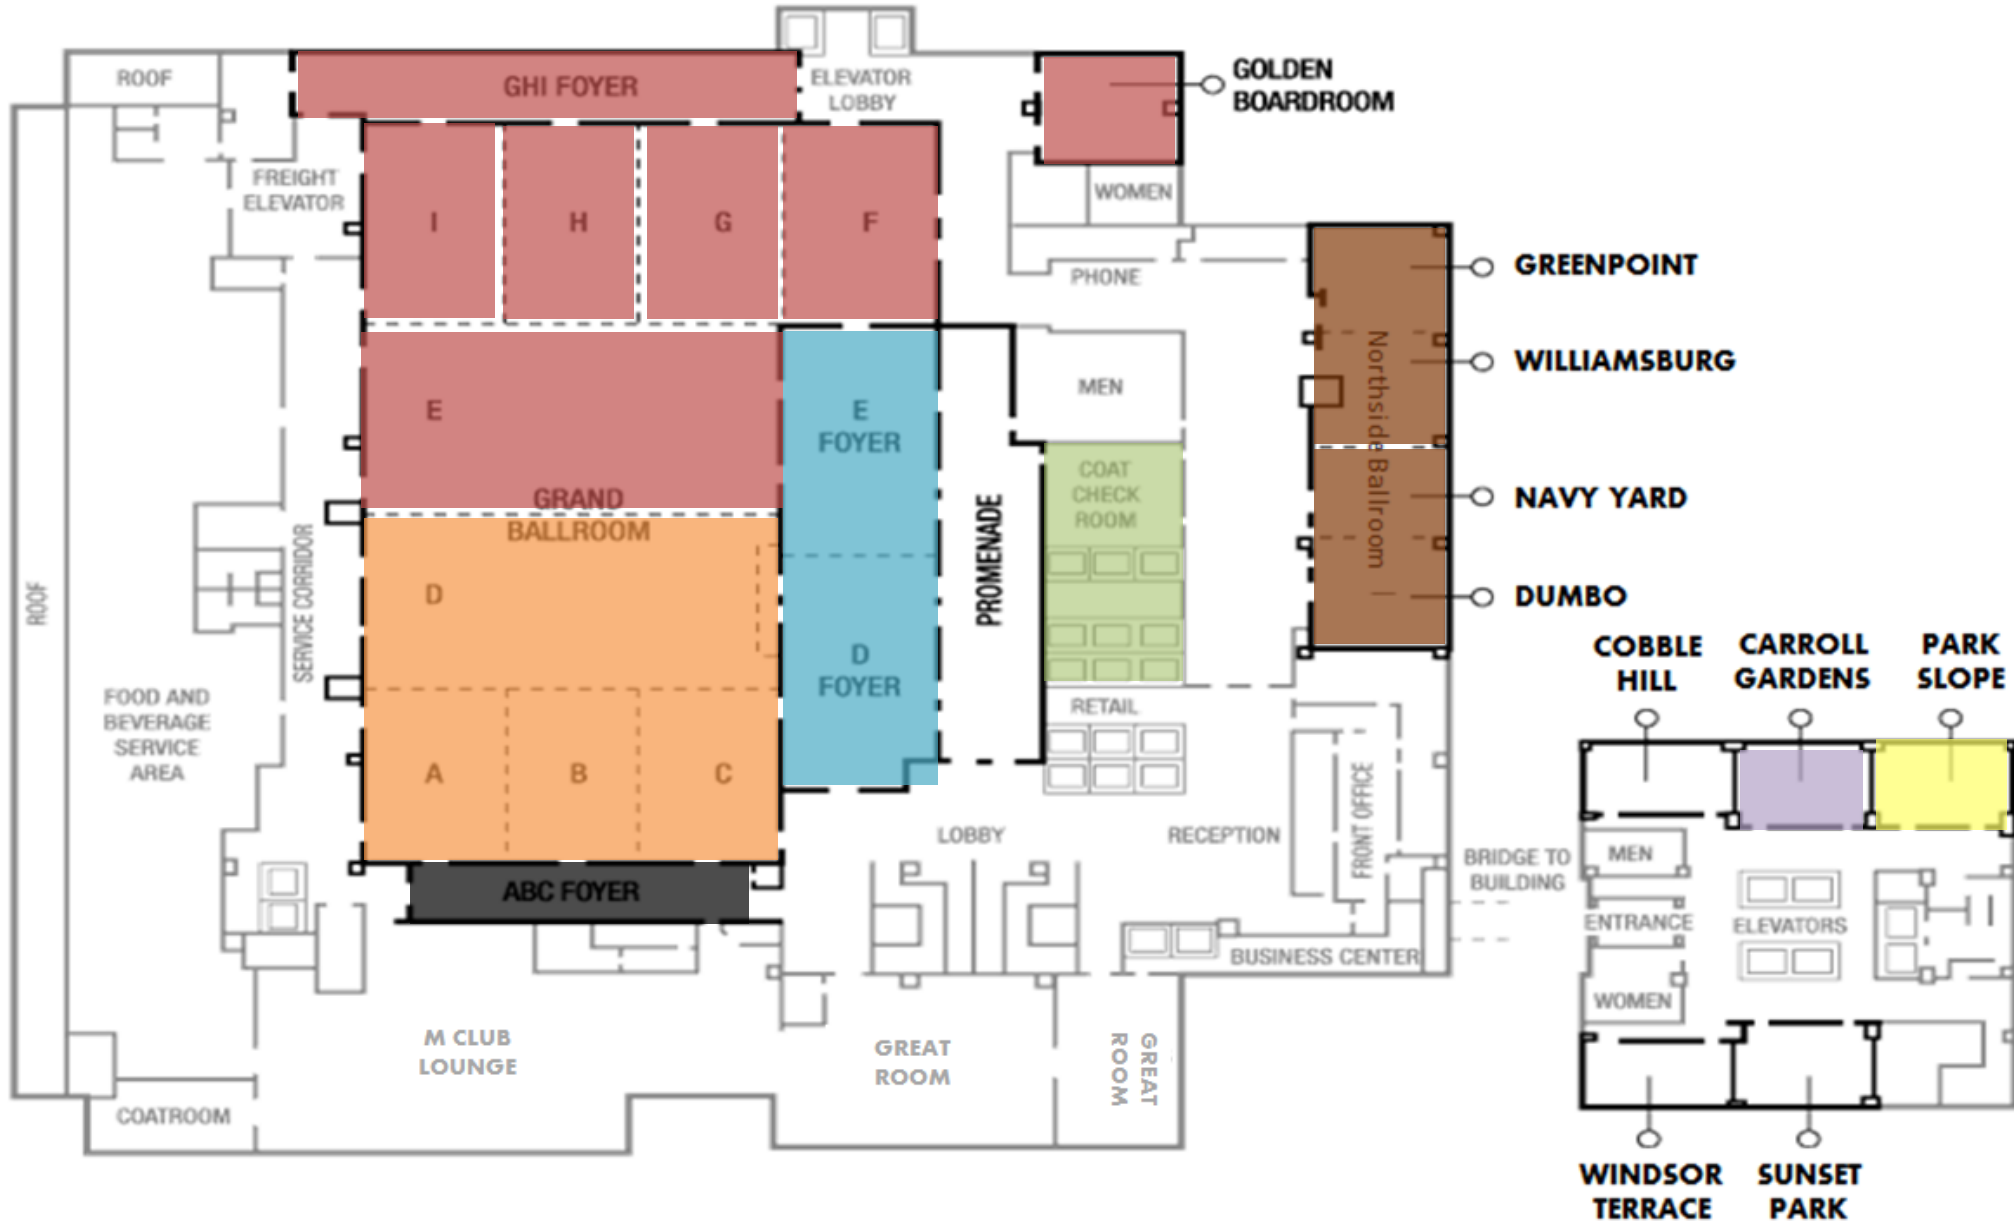 ROOF
GHI FOYER
ELEVATOR
LOBBY
GOLDEN
BOARDROOM
FREIGHT
ELEVATOR
WOMEN
I
H
G
F
PHONE
GREENPOINT
WILLIAMSBURG
NAVY YARD
DUMBO
Northside Ballroom
MEN
E
E
FOYER
COAT
CHECK
ROOM
GRAND
BALLROOM
PROMENADE
SERVICE CORRIDOR
ROOF
D
D
FOYER
RETAIL
FOOD AND
BEVERAGE
SERVICE
AREA
A
B
C
LOBBY
RECEPTION
FRONT OFFICE
ABC FOYER
BRIDGE TO
BUILDING
BUSINESS CENTER
M CLUB
LOUNGE
GREAT
ROOM
GREAT
ROOM
COATROOM
COBBLE
HILL
CARROLL
GARDENS
PARK
SLOPE
MEN
ENTRANCE
ELEVATORS
WOMEN
WINDSOR
TERRACE
SUNSET
PARK